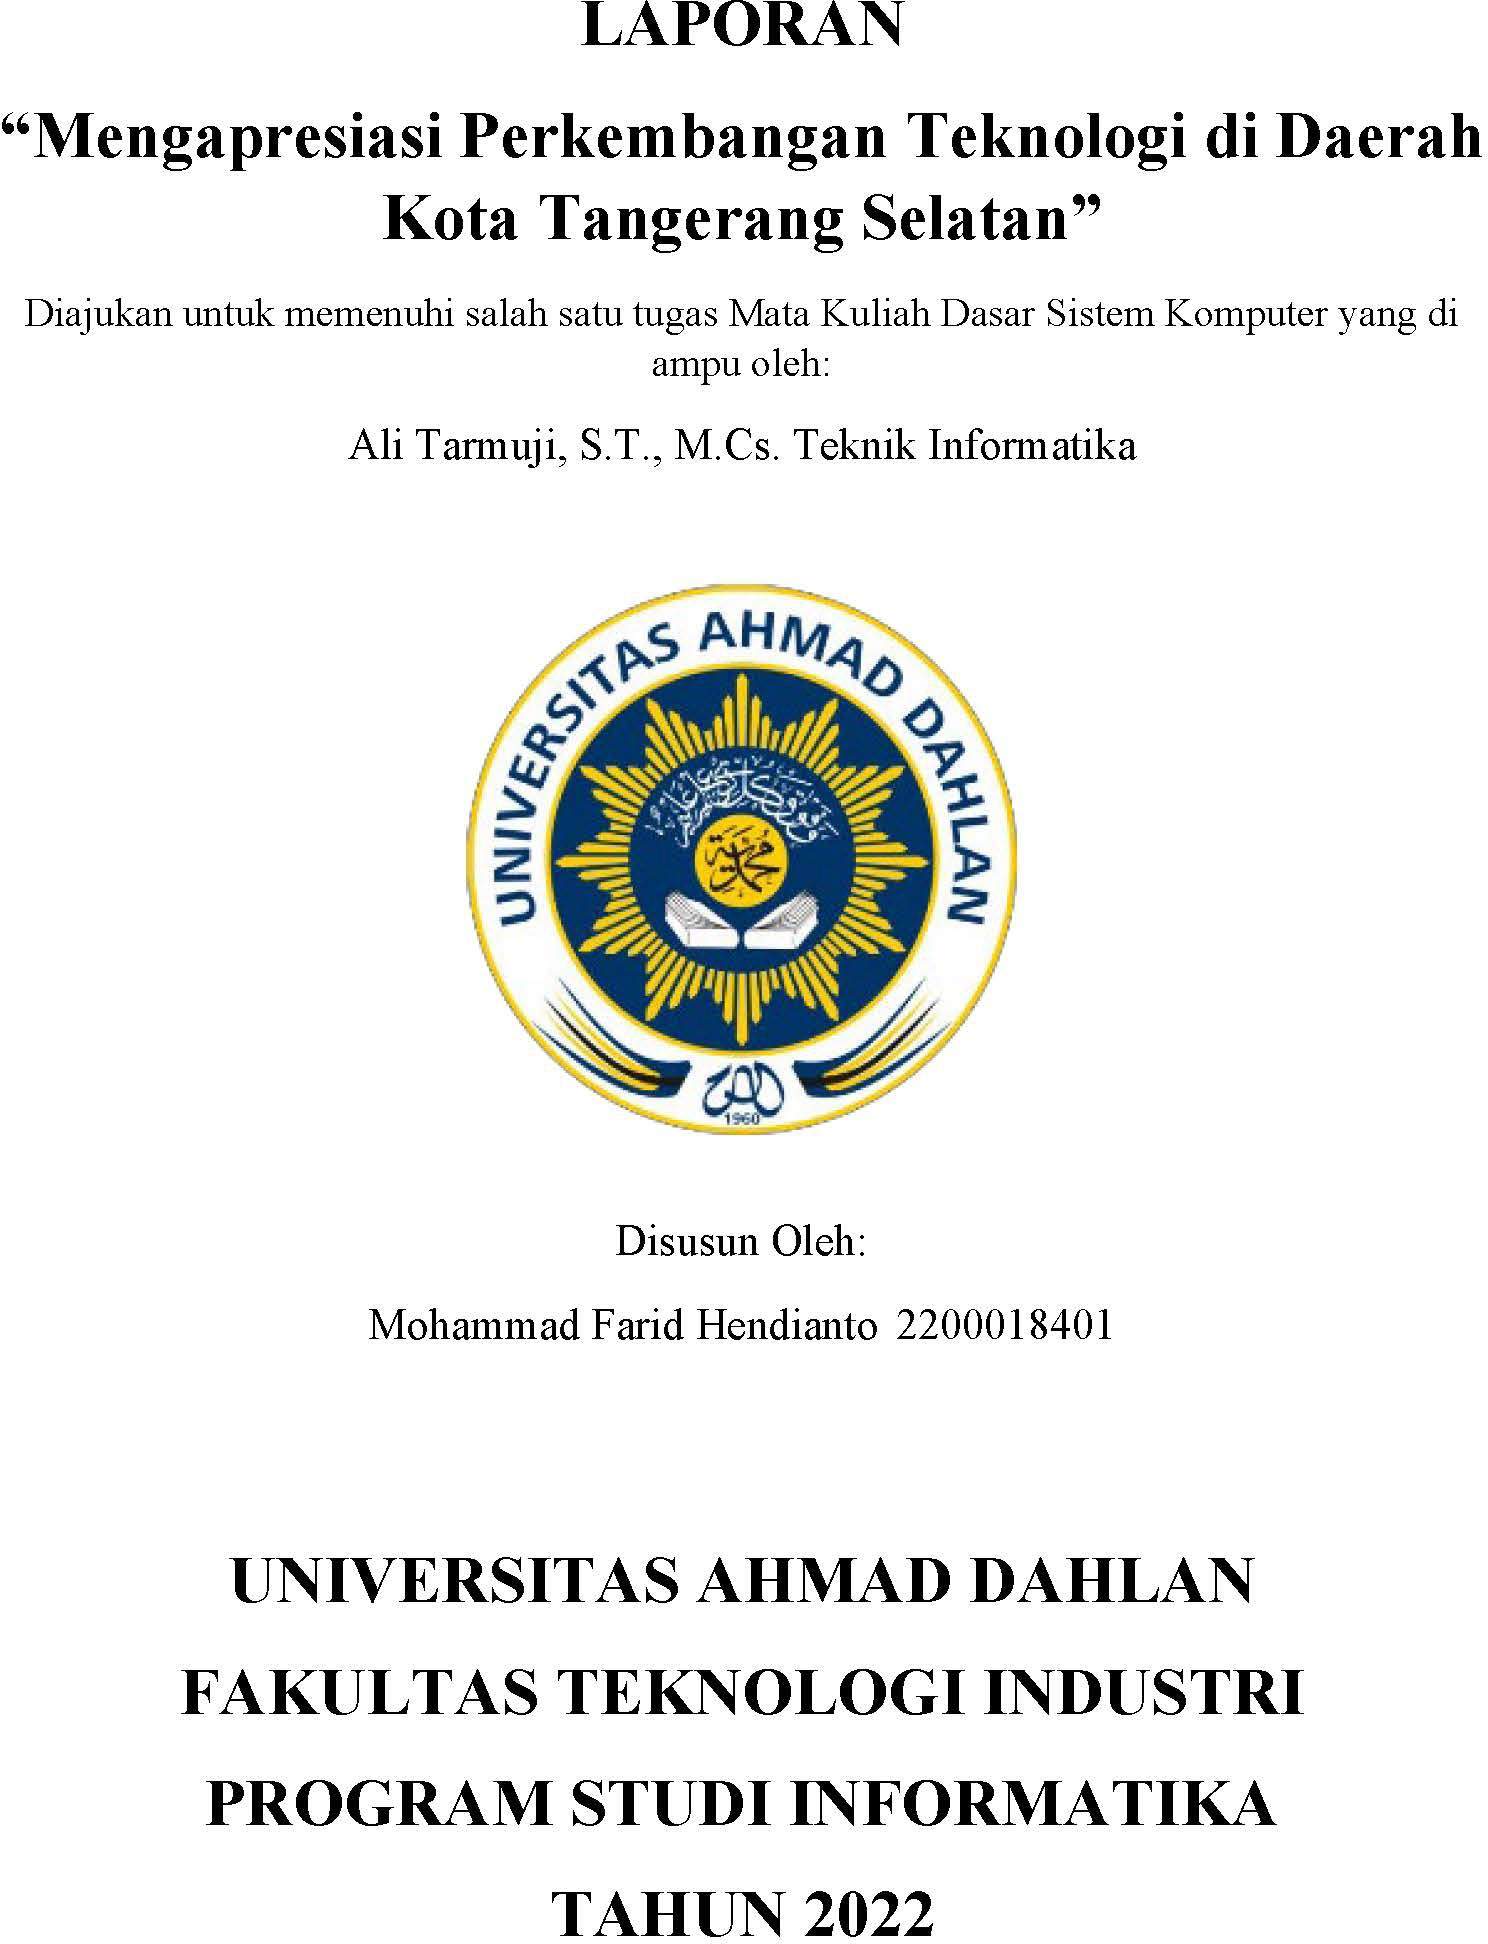 LAPORAN
“Mengapresiasi Perkembangan Teknologi di Daerah
Kota Tangerang Selatan”
Diajukan untuk memenuhi salah satu tugas Mata Kuliah Dasar Sistem Komputer yang di
ampu oleh:
Ali Tarmuji, S.T., M.Cs. Teknik Informatika
UNIVERSITAS AHMAD DAHLAN
1960
Disusun Oleh:
Mohammad Farid Hendianto 2200018401
UNIVERSITAS AHMAD DAHLAN
FAKULTAS TEKNOLOGI INDUSTRI
PROGRAM STUDI INFORMATIKA
TAHUN 2022